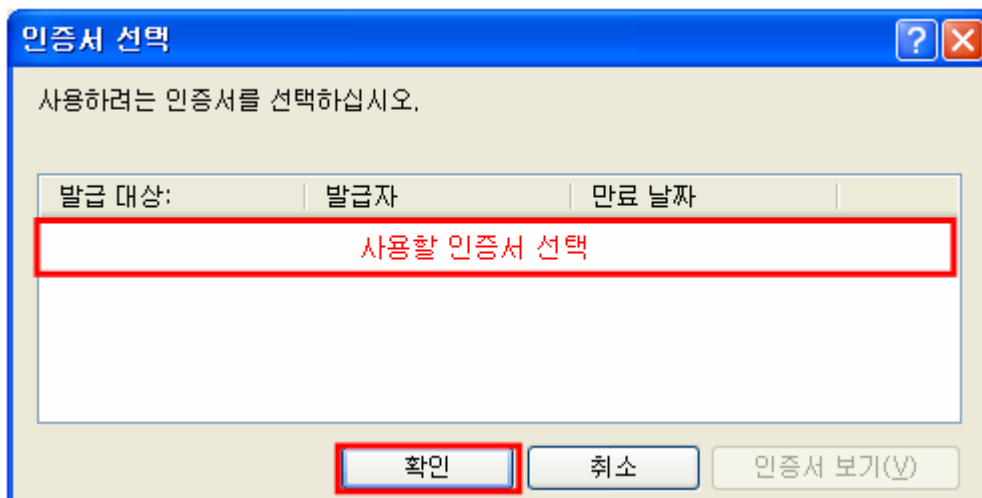 인증서 선택
사용하려는 인증서를 선택하십시오.
발급 대상: 발급자 만료 날짜
사용할 인증서 선택
확인 취소 인증서 보기(V)